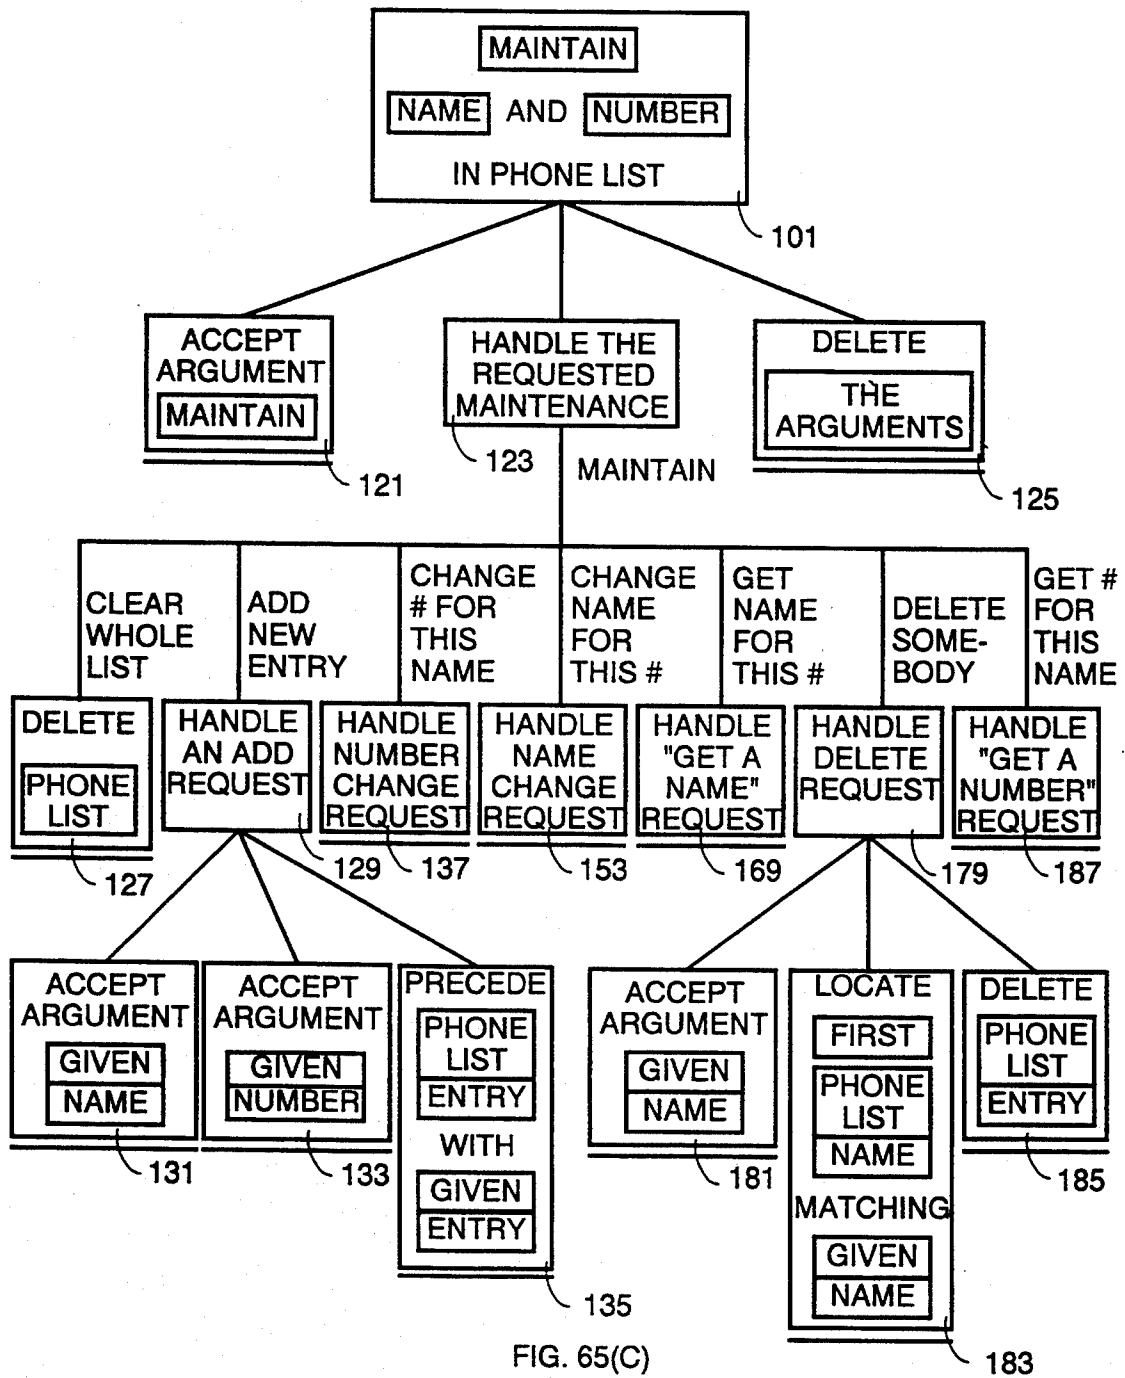 MAINTAIN
NAME AND NUMBER
IN PHONE LIST
101
ACCEPT
ARGUMENT
MAINTAIN
121
HANDLE THE
REQUESTED
MAINTENANCE
123
DELETE
THE
ARGUMENTS
125
MAINTAIN
CLEAR
WHOLE
LIST
ADD
NEW
ENTRY
CHANGE
# FOR
THIS
NAME
CHANGE
NAME
FOR
THIS #
GET
NAME
FOR
THIS #
DELETE
SOME-
BODY
GET #
FOR
THIS
NAME
DELETE
PHONE
LIST
127
HANDLE
AN ADD
REQUEST
129
HANDLE
NUMBER
CHANGE
REQUEST
137
HANDLE
NAME
CHANGE
REQUEST
153
HANDLE
"GET A
NAME"
REQUEST
169
HANDLE
DELETE
REQUEST
179
HANDLE
"GET A
NUMBER"
REQUEST
187
ACCEPT
ARGUMENT
GIVEN
NAME
131
ACCEPT
ARGUMENT
GIVEN
NUMBER
133
PRECEDE
PHONE
LIST
ENTRY
WITH
GIVEN
ENTRY
135
ACCEPT
ARGUMENT
GIVEN
NAME
181
LOCATE
FIRST
PHONE
LIST
NAME
MATCHING
GIVEN
NAME
183
DELETE
PHONE
LIST
ENTRY
185
FIG. 65(C)